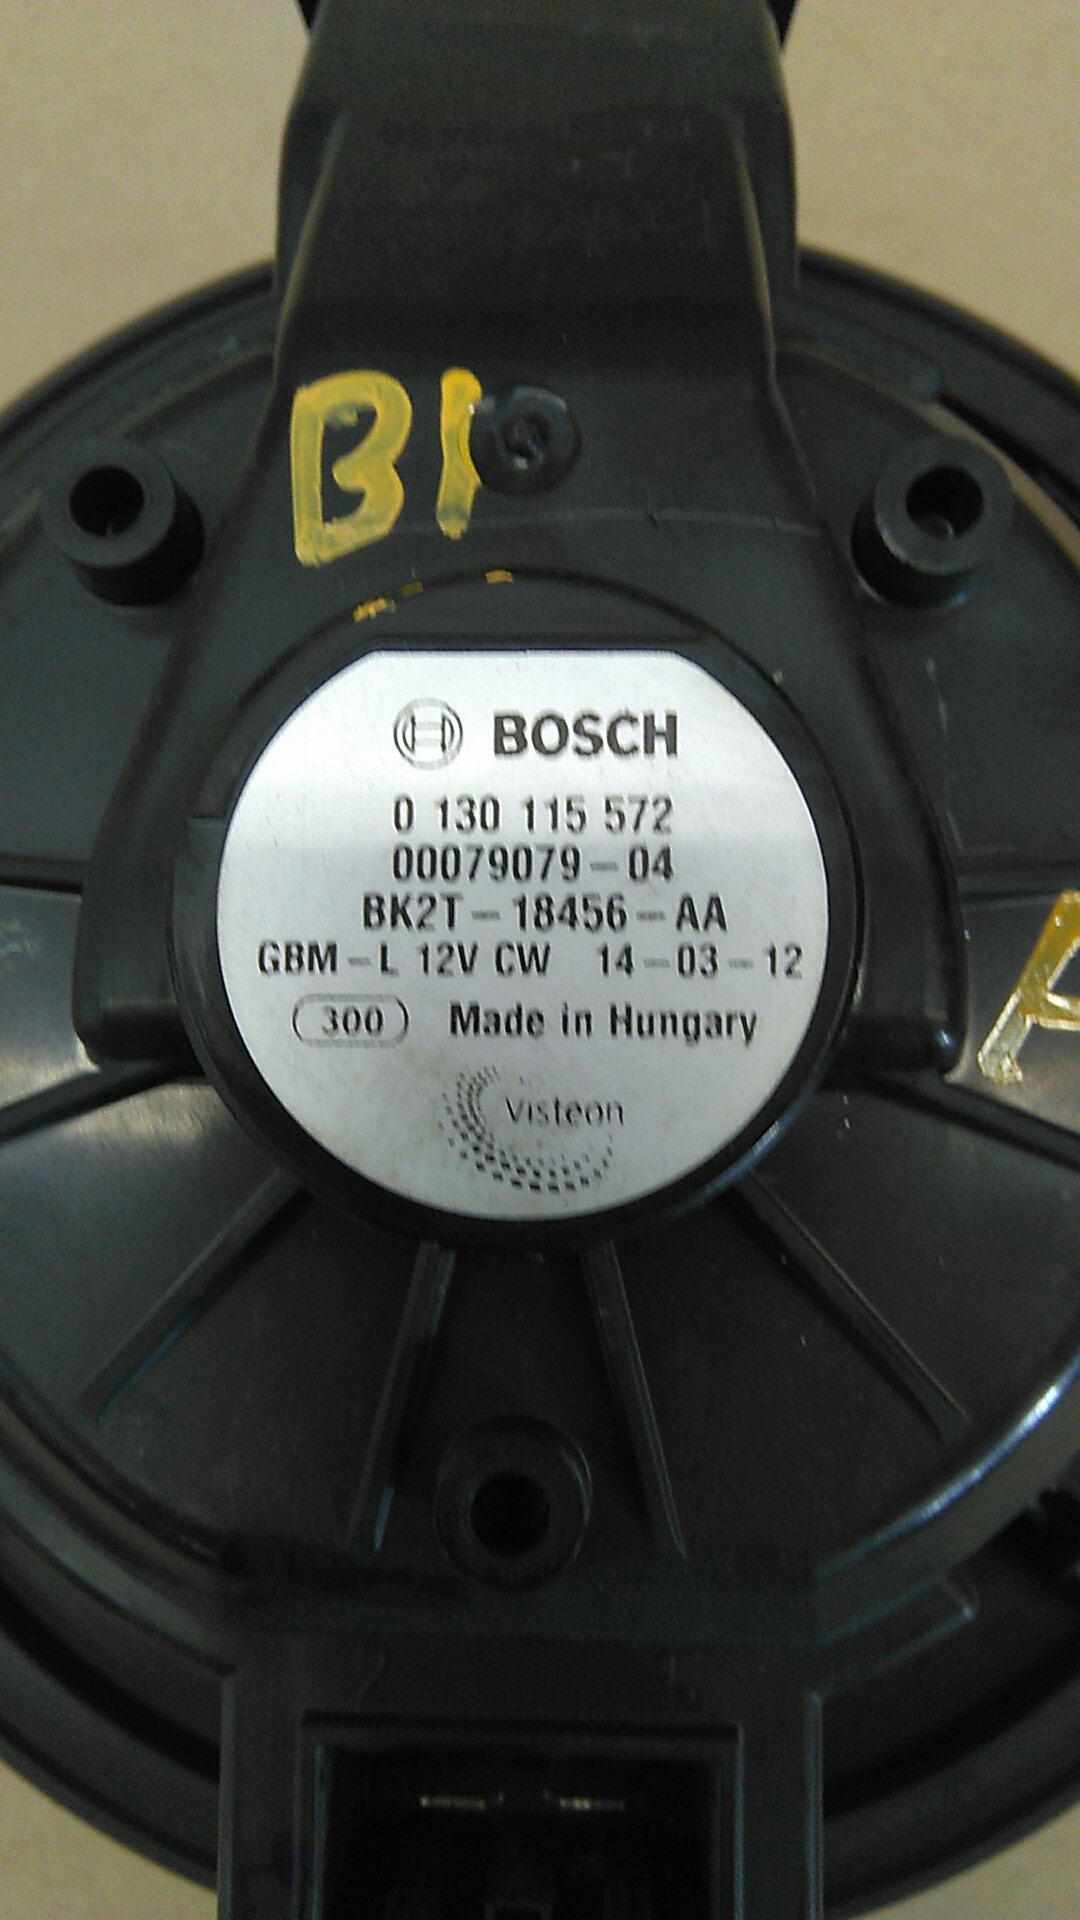 B1
BOSCH
0 130 115 572
00079079-04
BK2T-18456-AA
GBM-L 12V CW 14-03-12
300 Made in Hungary
Visteon